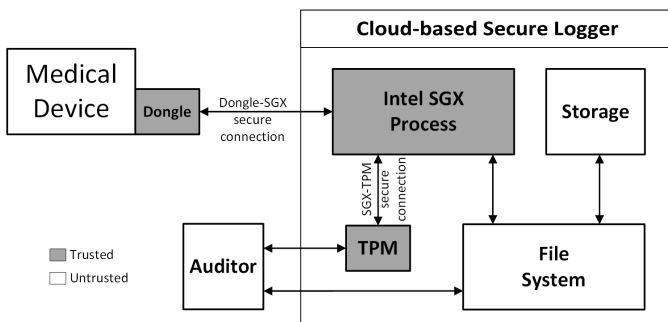 Cloud-based Secure Logger
Medical
Device
Dongle
Dongle-SGX
secure
connection
Intel SGX
Process
Storage
SGX-TPM
secure
connection
TPM
Auditor
File
System
Trusted
Untrusted